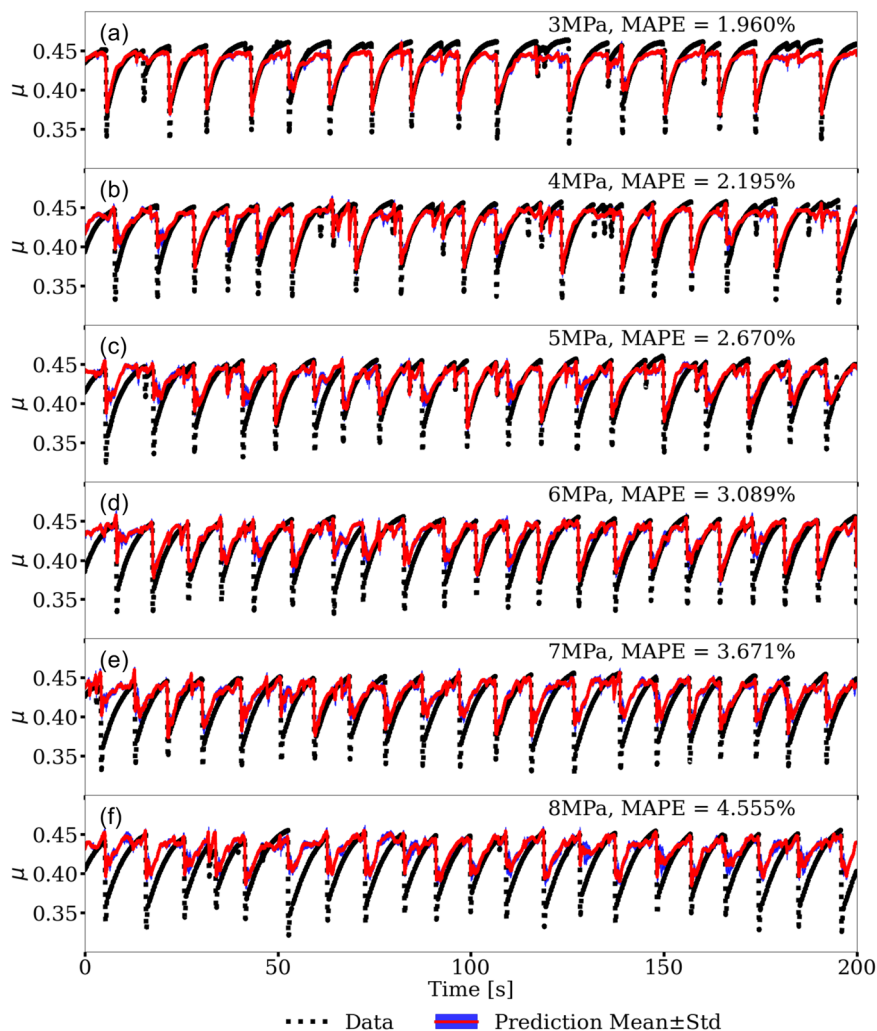 (a) 3MPa, MAPE = 1.960%
0.45
0.40
μ
0.35
(b) 4MPa, MAPE = 2.195%
0.45
0.40
μ
0.35
(c) 5MPa, MAPE = 2.670%
0.45
0.40
μ
0.35
(d) 6MPa, MAPE = 3.089%
0.45
0.40
μ
0.35
(e) 7MPa, MAPE = 3.671%
0.45
0.40
μ
0.35
(f) 8MPa, MAPE = 4.555%
0.45
0.40
μ
0.35
0 50 100 150 200
Time [s]
Data Prediction Mean±Std